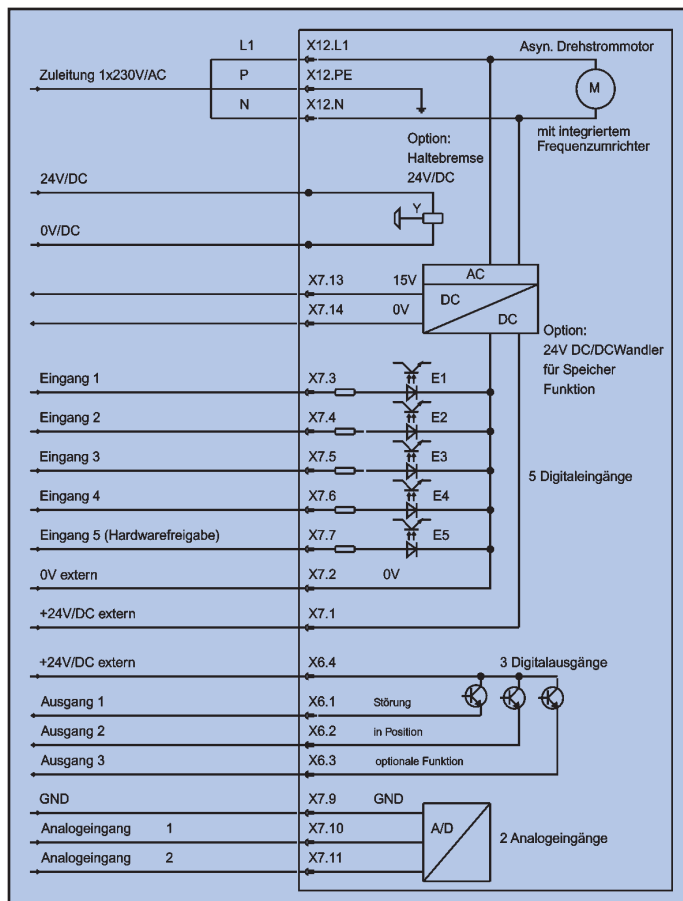 L1 X12.L1 Asyn. Drehstrommotor
Zuleitung 1x230V/AC P X12.PE M
N X12.N
mit integriertem
Frequenzumrichter
Option:
Haltebremse
24V/DC 24V/DC
Y
0V/DC
X7.13 15V AC
X7.14 0V DC
DC
Option:
24V DC/DCWandler
für Speicher
Funktion
Eingang 1 X7.3 E1
Eingang 2 X7.4 E2
Eingang 3 X7.5 E3
5 Digitaleingänge
Eingang 4 X7.6 E4
Eingang 5 (Hardwarefreigabe) X7.7 E5
0V extern X7.2 0V
+24V/DC extern X7.1
+24V/DC extern X6.4 3 Digitalausgänge
Ausgang 1 X6.1 Störung
Ausgang 2 X6.2 in Position
Ausgang 3 X6.3 optionale Funktion
GND X7.9 GND
Analogeingang 1 X7.10 A/D 2 Analogeingänge
Analogeingang 2 X7.11